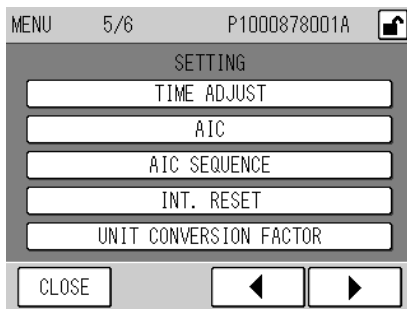 MENU 5/6 P1000878001A
SETTING
TIME ADJUST
AIC
AIC SEQUENCE
INT. RESET
UNIT CONVERSION FACTOR
CLOSE